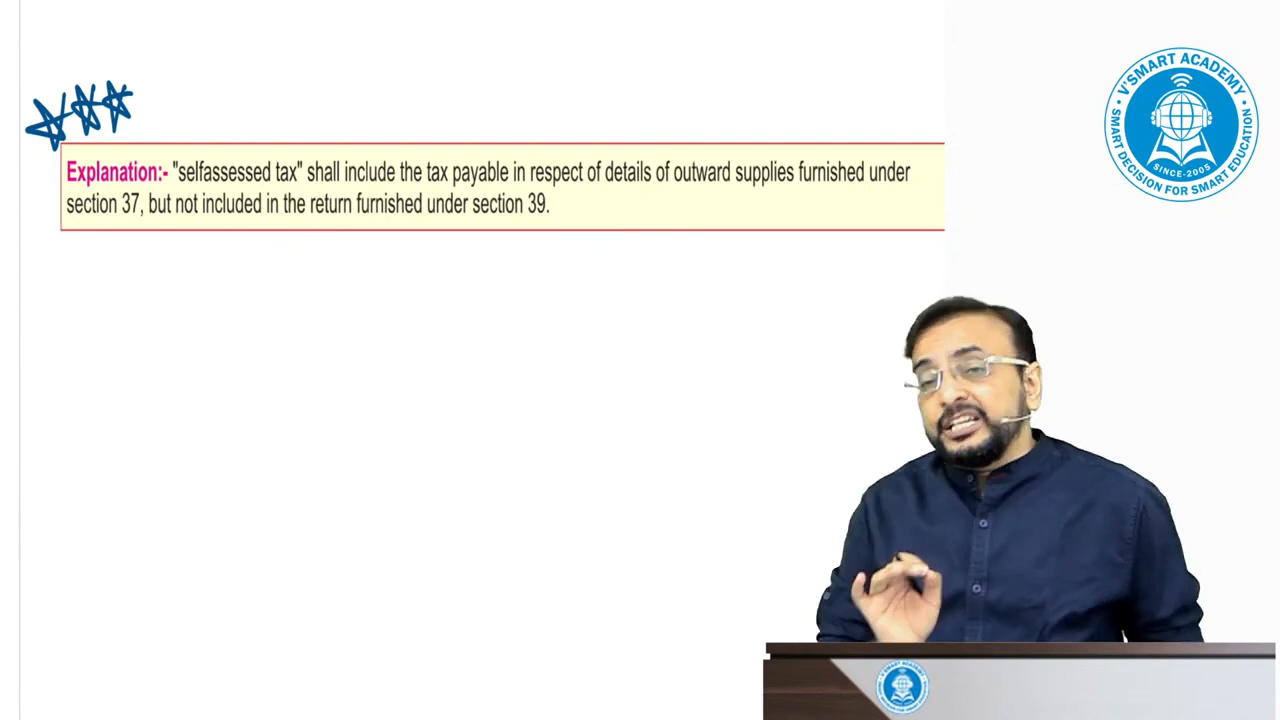 Explanation:- "selfassessed tax" shall include the tax payable in respect of details of outward supplies furnished under
section 37, but not included in the return furnished under section 39.
V'SMART ACADEMY
SINCE-2005
SMART DECISION FOR SMART EDUCATION